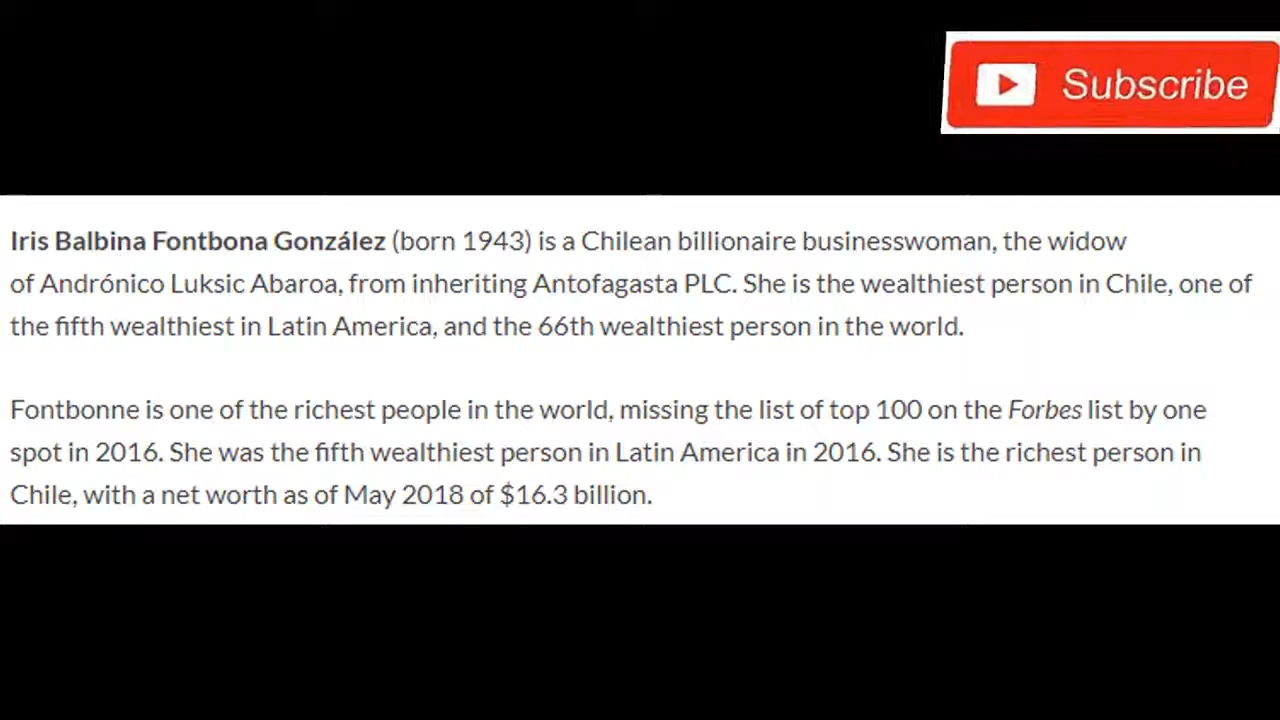 Subscribe
Iris Balbina Fontbona González (born 1943) is a Chilean billionaire businesswoman, the widow
of Andrónico Luksic Abaroa, from inheriting Antofagasta PLC. She is the wealthiest person in Chile, one of
the fifth wealthiest in Latin America, and the 66th wealthiest person in the world.
Fontbonne is one of the richest people in the world, missing the list of top 100 on the Forbes list by one
spot in 2016. She was the fifth wealthiest person in Latin America in 2016. She is the richest person in
Chile, with a net worth as of May 2018 of $16.3 billion.